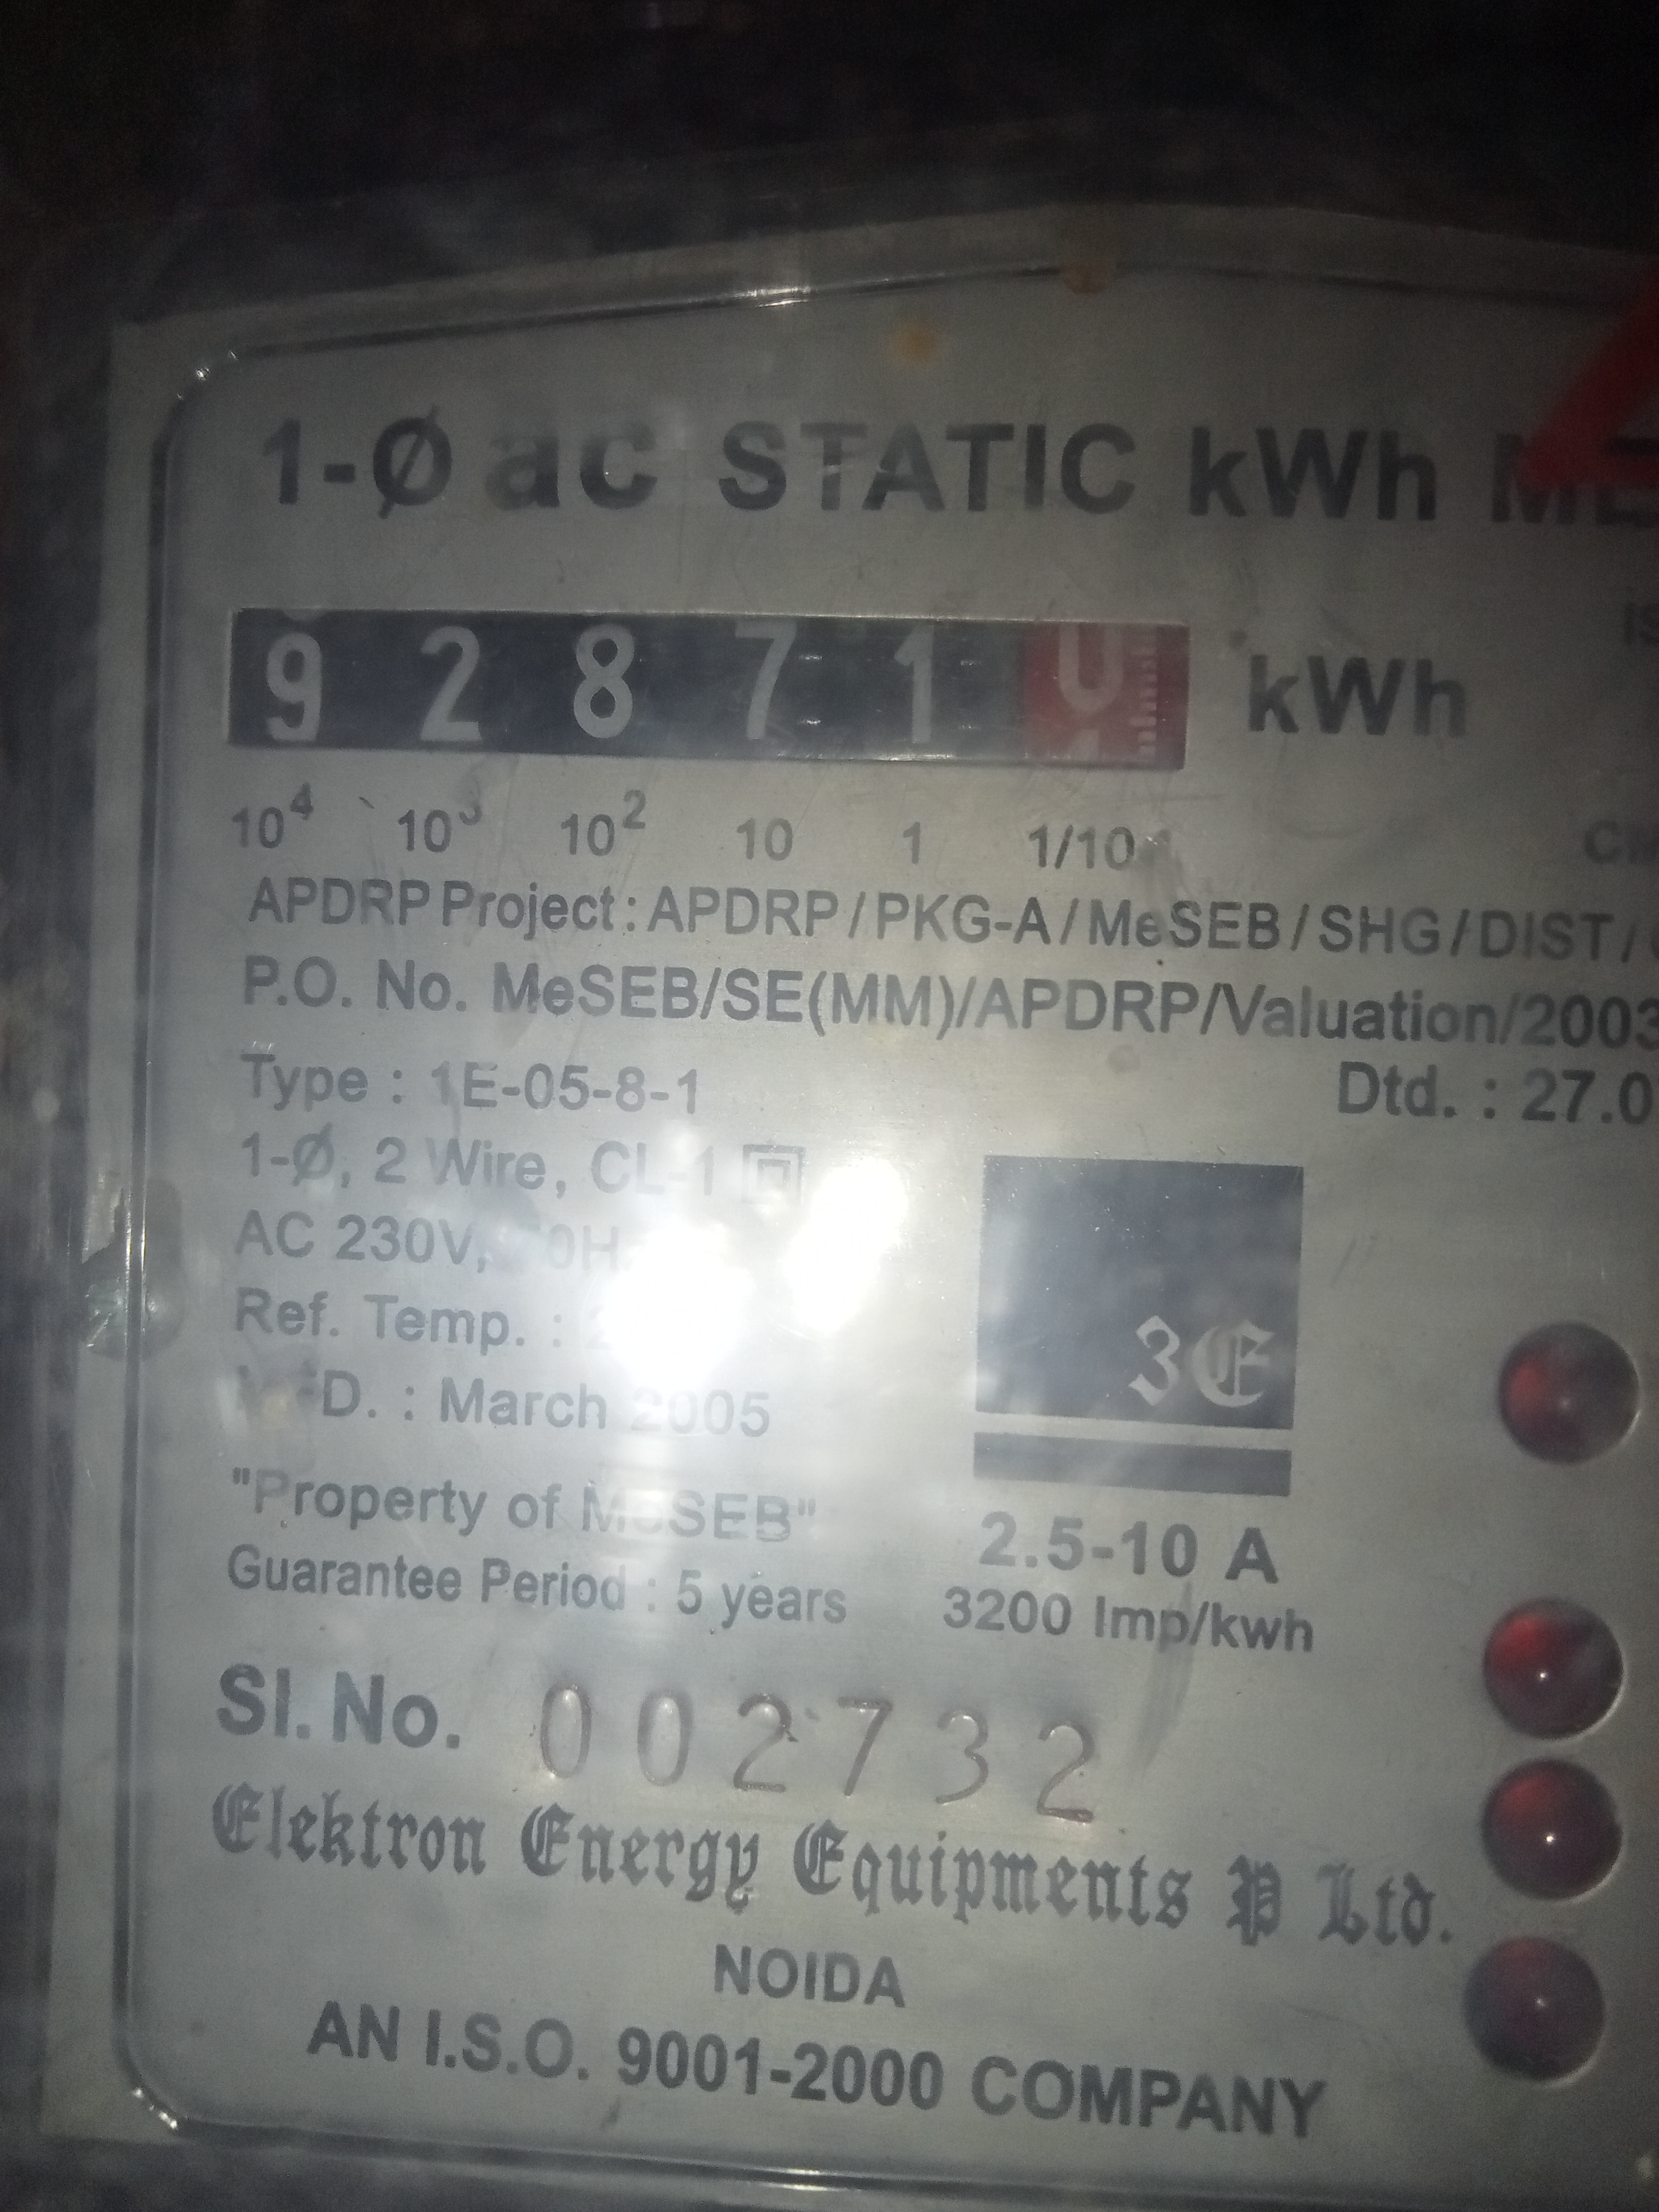 1-Ø ac STATIC kWh
9 2 8 7 1 0 kWh
10⁴ 10³ 10² 10 1 1/10
APDRP Project : APDRP / PKG-A / MeSEB / SHG / DIST /
P.O. No. MeSEB/SE(MM)/APDRP/Valuation/2003
Type : 1E-05-8-1
Dtd. : 27.0
1-Ø, 2 Wire, CL-1
AC 230V,
Ref. Temp. :
MFD. : March 2005
3E
"Property of MeSEB"
2.5-10 A
Guarantee Period : 5 years
3200 Imp/kwh
Sl. No. 002732
Elektron Energy Equipments P Ltd.
NOIDA
AN I.S.O. 9001-2000 COMPANY